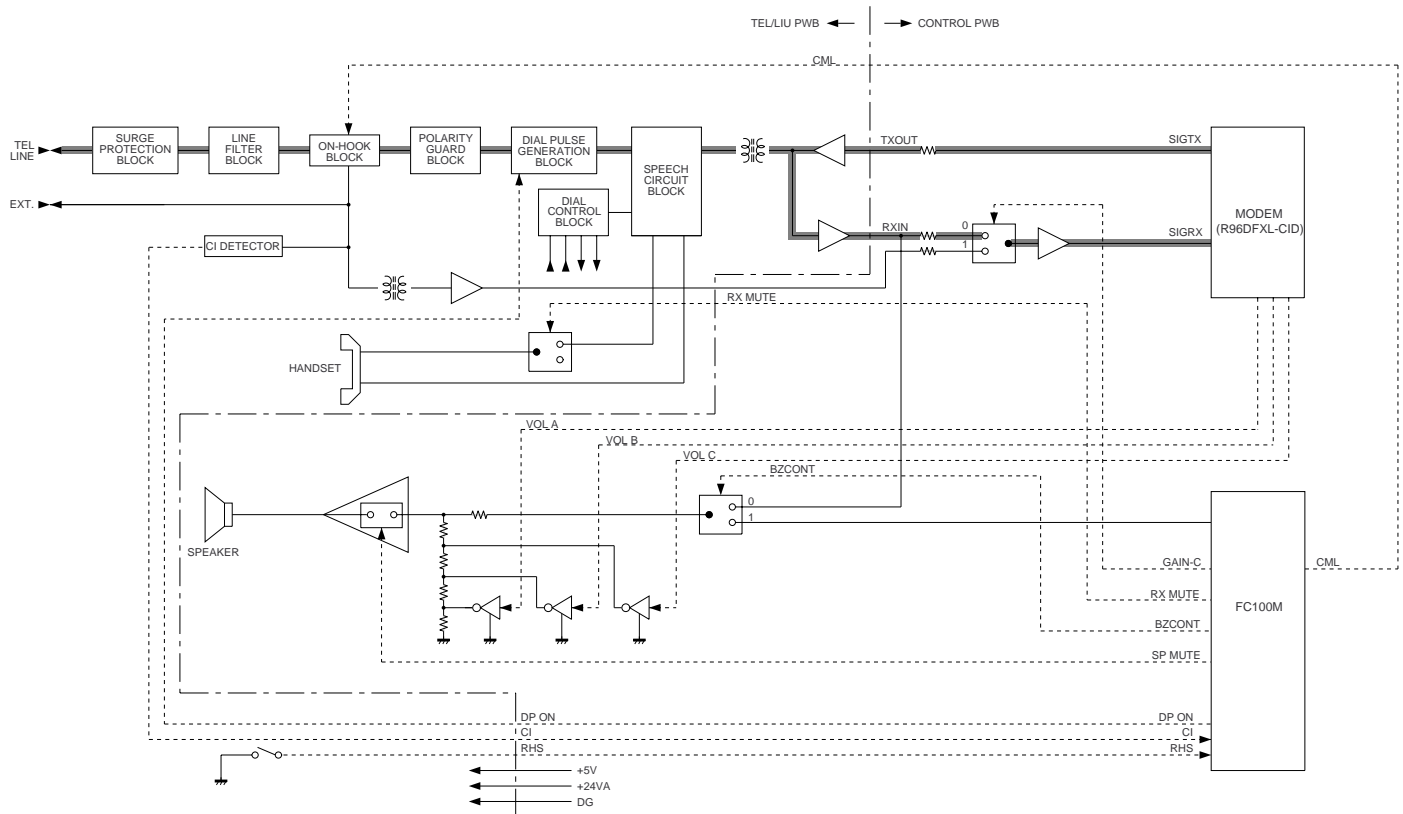 TEL/LIU PWB
CONTROL PWB
CML
TEL
LINE
SURGE
PROTECTION
BLOCK
LINE
FILTER
BLOCK
ON-HOOK
BLOCK
POLARITY
GUARD
BLOCK
DIAL PULSE
GENERATION
BLOCK
SPEECH
CIRCUIT
BLOCK
TXOUT
SIGTX
MODEM
(R96DFXL-CID)
EXT.
DIAL
CONTROL
BLOCK
RXIN
0
1
SIGRX
CI DETECTOR
RX MUTE
HANDSET
VOL A
VOL B
VOL C
BZCONT
0
1
SPEAKER
GAIN-C
CML
RX MUTE
FC100M
BZCONT
SP MUTE
DP ON
DP ON
CI
CI
RHS
RHS
+5V
+24VA
DG